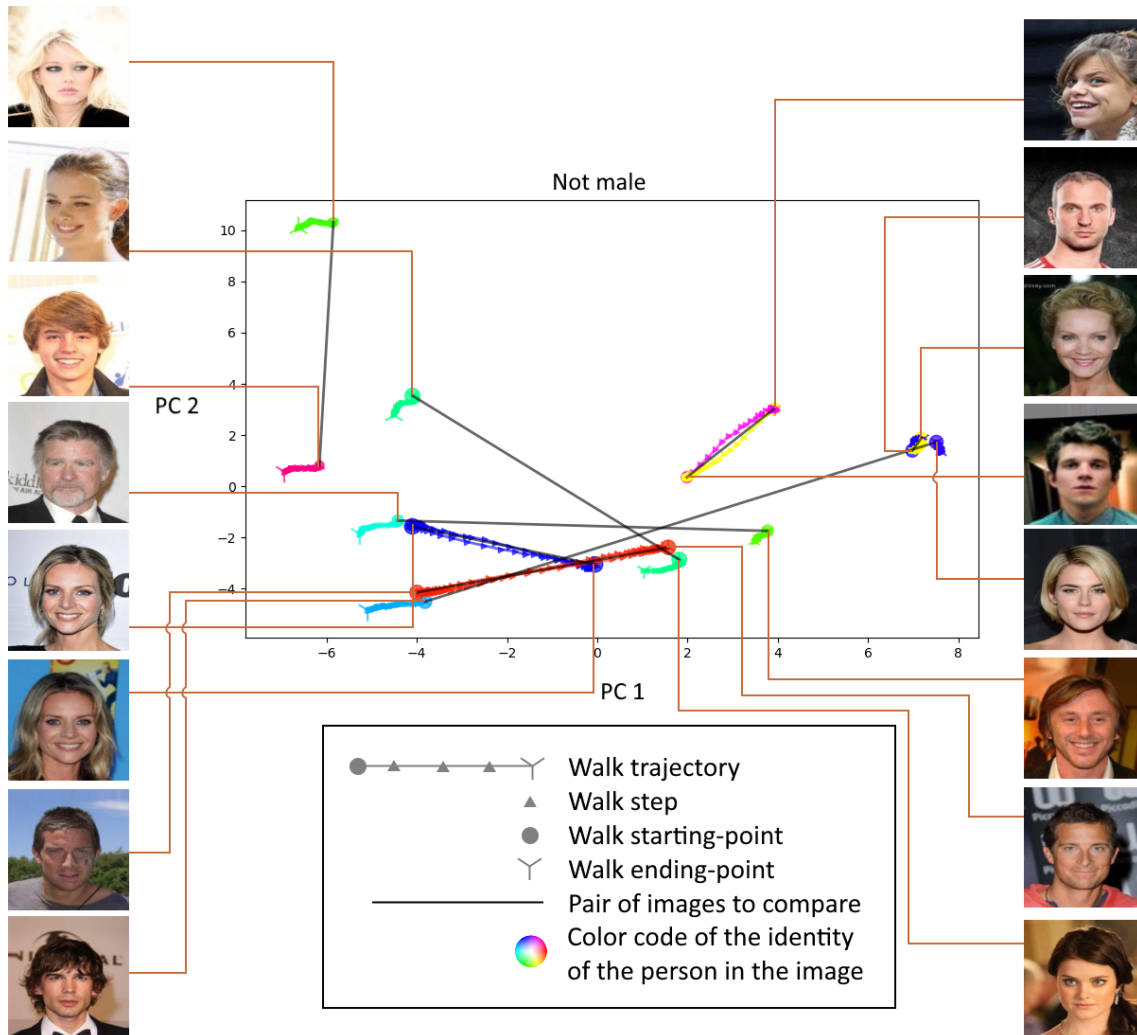 Not male
10
8
6
4
2
0
−2
−4
PC 2
−6
−4
−2
0
2
4
6
8
PC 1
Walk trajectory
Walk step
Walk starting-point
Walk ending-point
Pair of images to compare
Color code of the identity
of the person in the image